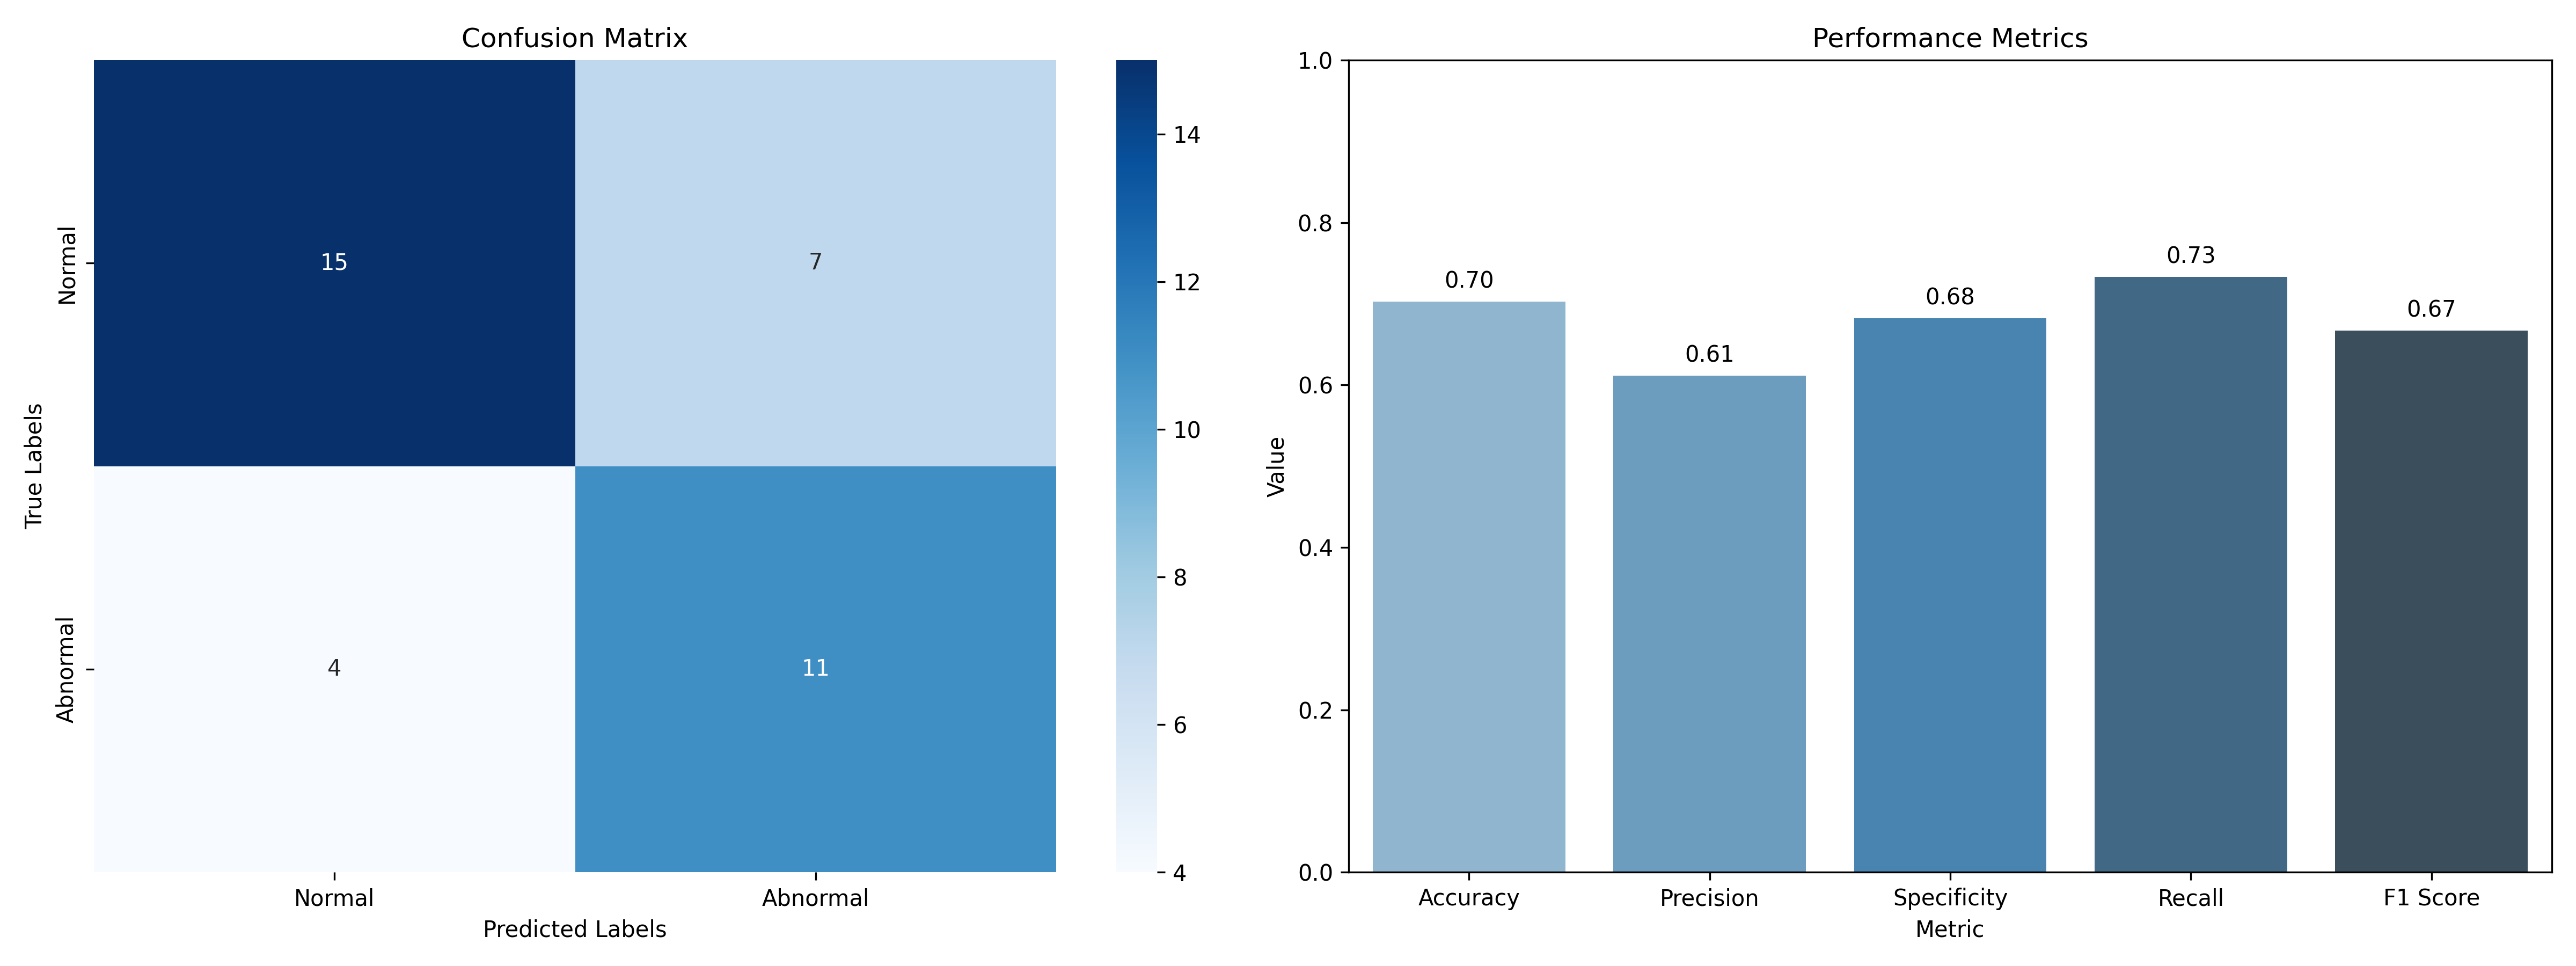 Confusion Matrix
True Labels
Normal
Abnormal
15
7
4
11
Normal
Abnormal
Predicted Labels
14
12
10
8
6
4
Performance Metrics
Value
1.0
0.8
0.6
0.4
0.2
0.0
0.70
0.61
0.68
0.73
0.67
Accuracy
Precision
Specificity
Recall
F1 Score
Metric